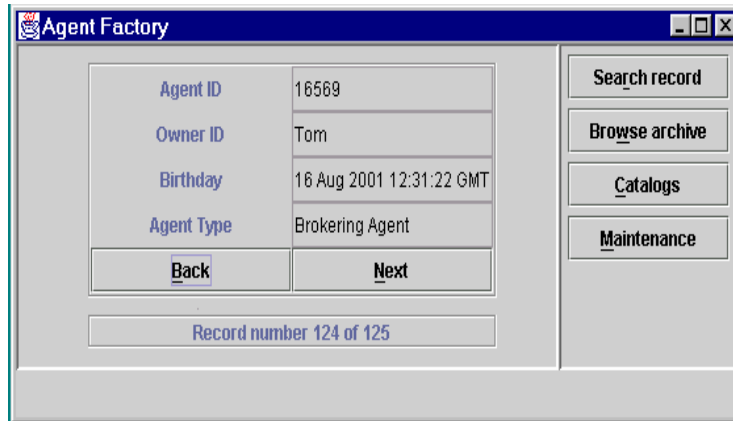 Agent Factory
Agent ID 16569
Owner ID Tom
Birthday 16 Aug 2001 12:31:22 GMT
Agent Type Brokering Agent
Back Next
Record number 124 of 125
Search record
Browse archive
Catalogs
Maintenance